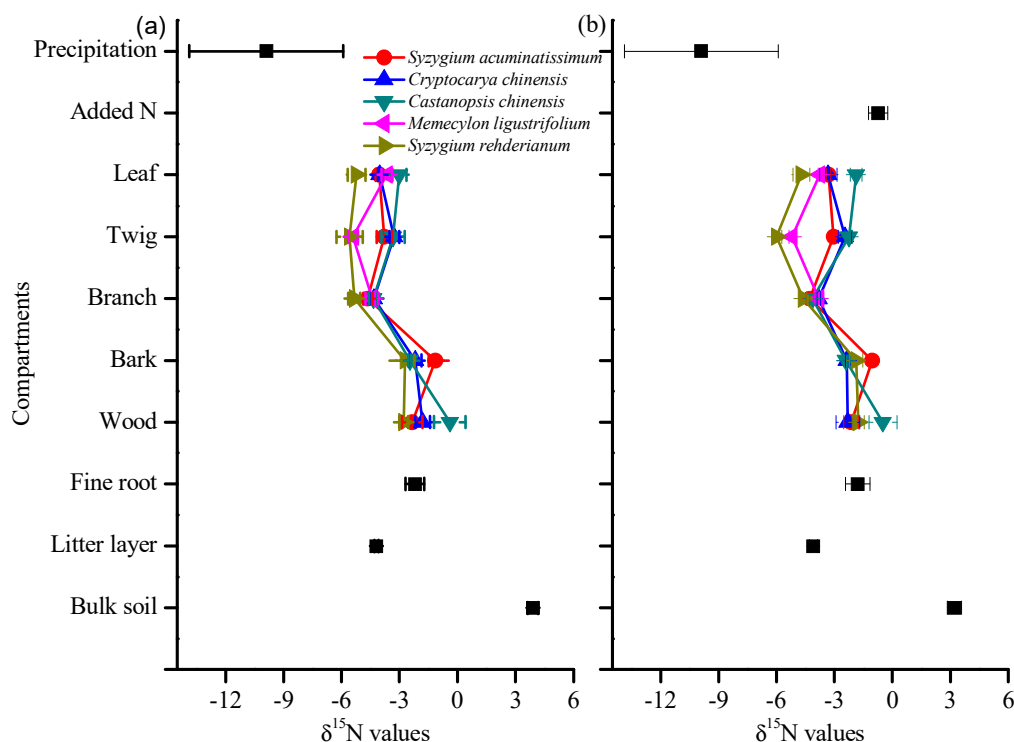 (a)
(b)
Precipitation
Added N
Leaf
Twig
Branch
Bark
Wood
Fine root
Litter layer
Bulk soil
Compartments
Syzygium acuminatissimum
Cryptocarya chinensis
Castanopsis chinensis
Memecylon ligustrifolium
Syzygium rehderianum
-12 -9 -6 -3 0 3 6
-12 -9 -6 -3 0 3 6
δ¹⁵N values
δ¹⁵N values